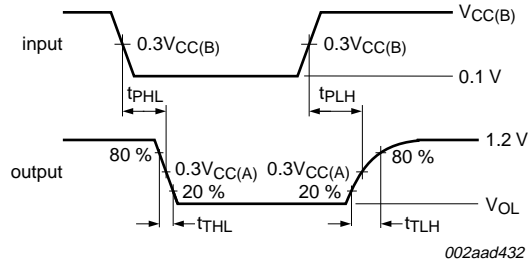 VCC(B)
input
0.3VCC(B)
0.3VCC(B)
0.1 V
tPHL
tPLH
1.2 V
output
80 %
0.3VCC(A)
0.3VCC(A)
80 %
20 %
20 %
VOL
tTHL
tTLH
002aad432